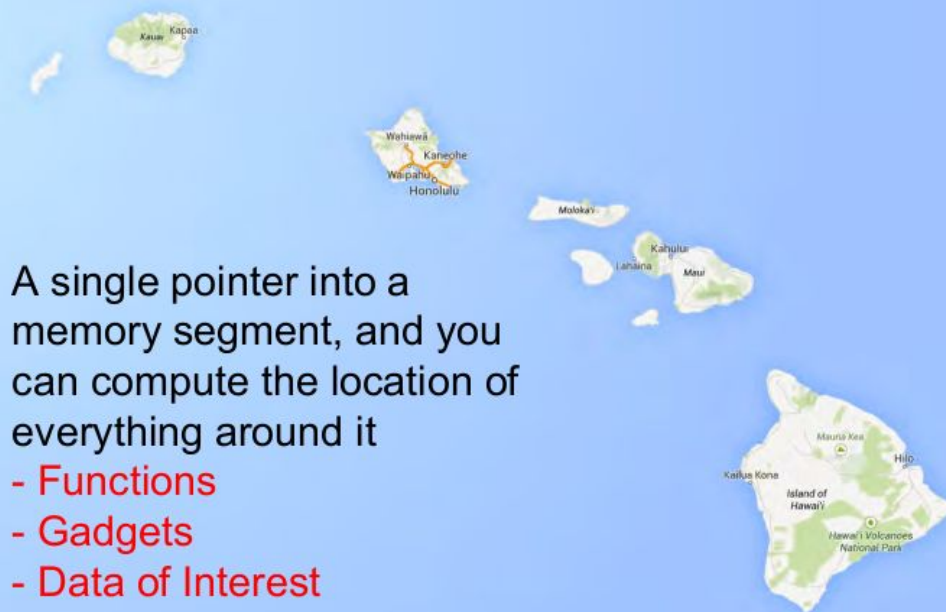 Kauai Kapaa
Wahiawā
Kaneohe
Waipahu
Honolulu
Moloka'i
Kahului
Lahaina
Maui
A single pointer into a
memory segment, and you
can compute the location of
everything around it
- Functions
- Gadgets
- Data of Interest
Mauna Kea
Hilo
Kailua Kona
Island of
Hawai'i
Hawai'i Volcanoes
National Park